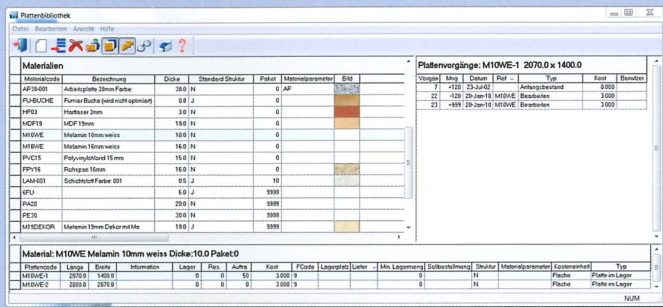 Plattenbibliothek
Datei Bearbeiten Ansicht Hilfe
Materialien
Materialcode Bezeichnung Dicke Standard Struktur Paket Materialparameter Bild
AP38-001 Arbeitsplatte 38mm Farbe: 38.0 N 0 AP
FU-BUCHE Furnier Buche (wird nicht optimiert) 0.8 J 0
HF03 Hartfaser 3mm 3.0 N 0
MDF19 MDF 19mm 19.0 N 0
M10WE Melamin 10mm weiss 10.0 N 0
M16WE Melamin 16mm weiss 16.0 N 0
PVC15 Polyvinylchlorid 15 mm 15.0 N 0
FPY16 Rohspan 16mm 16.0 N 0
LAM-001 Schichtstoff Farbe: 001 0.5 J 10
6FU 6.0 J 9999
PA20 20.0 N 9999
PE30 30.0 N 9999
M19DEKOR Melamin 19mm Dekor mit Ma 19.0 J 9999
Plattenvorgänge: M10WE-1 2070.0 x 1400.0
Vorgän Mng Datum Ref Typ Kost Benutzer
7 +120 23-Jul-02 Anfangsbestand 0.000
22 -120 20-Jan-10 M10WE Bearbeiten 3.000
23 +999 20-Jan-10 M10WE Bearbeiten 3.000
Material: M10WE Melamin 10mm weiss Dicke:10.0 Paket:0
Plattencode Länge Breite Information Lager Res. Auftra Kost FCode Lagerplatz Liefer Min. Lagermeng Sollbestellmeng Struktur Materialparameter Kosteneinheit Typ
M10WE-1 2070.0 1400.0 0 0 50 3.000 9 0 N Fläche Platte im Lager
M10WE-2 2800.0 2070.0 0 0 0 3.000 9 0 N Fläche Platte im Lager
NUM